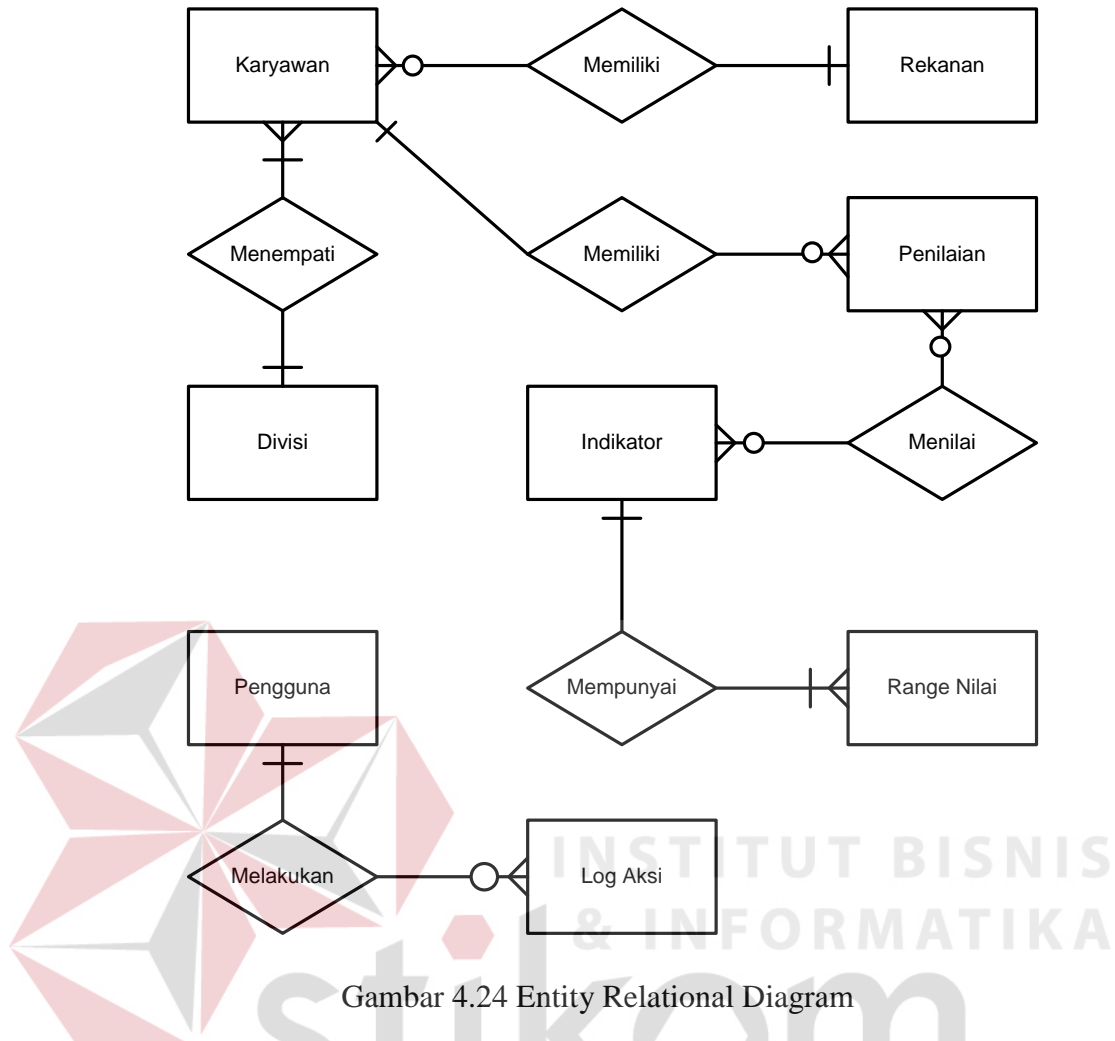 Karyawan
Memiliki
Rekanan
Menempati
Memiliki
Penilaian
Divisi
Indikator
Menilai
Pengguna
Mempunyai
Range Nilai
Melakukan
Log Aksi
INSTITUT BISNIS
& INFORMATIKA
stikom
Gambar 4.24 Entity Relational Diagram